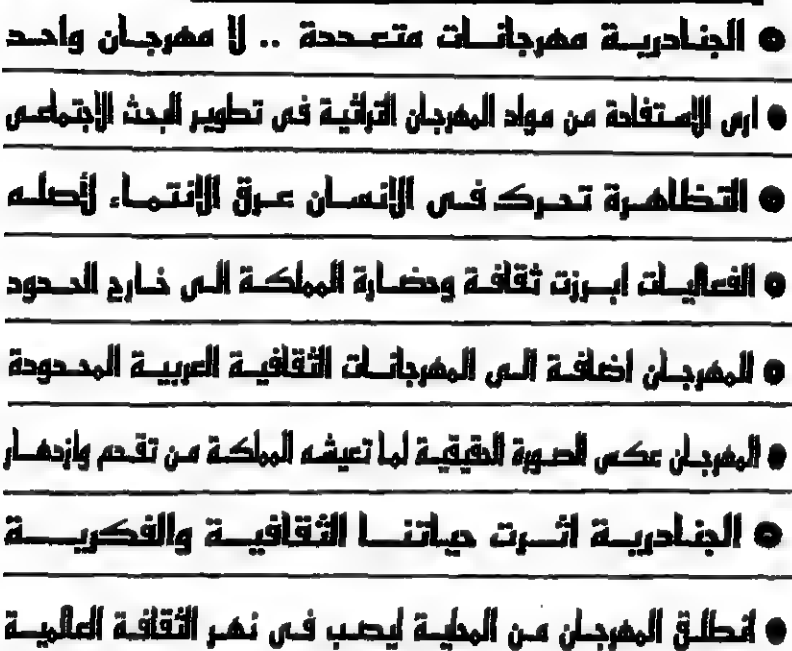 ● الجنادرية مهرجانات متعددة .. لا مهرجان واحد
● ارى الاستفادة من مواد المهرجان التراثية فى تطوير البحث الاجتماعى
● التظاهرة تحرك فى الانسان عرق الانتماء لأصله
● الفعاليات ابرزت ثقافة وحضارة المملكة الى خارج الحدود
● المهرجان اضافة الى المهرجانات الثقافية العربية المحدودة
● المهرجان عكس الصورة الحقيقية لما تعيشه المملكة من تقدم وازدهار
● الجنادرية اثرت حياتنا الثقافية والفكرية
● انطلق المهرجان من المحلية ليصب فى نهر الثقافة العالمية